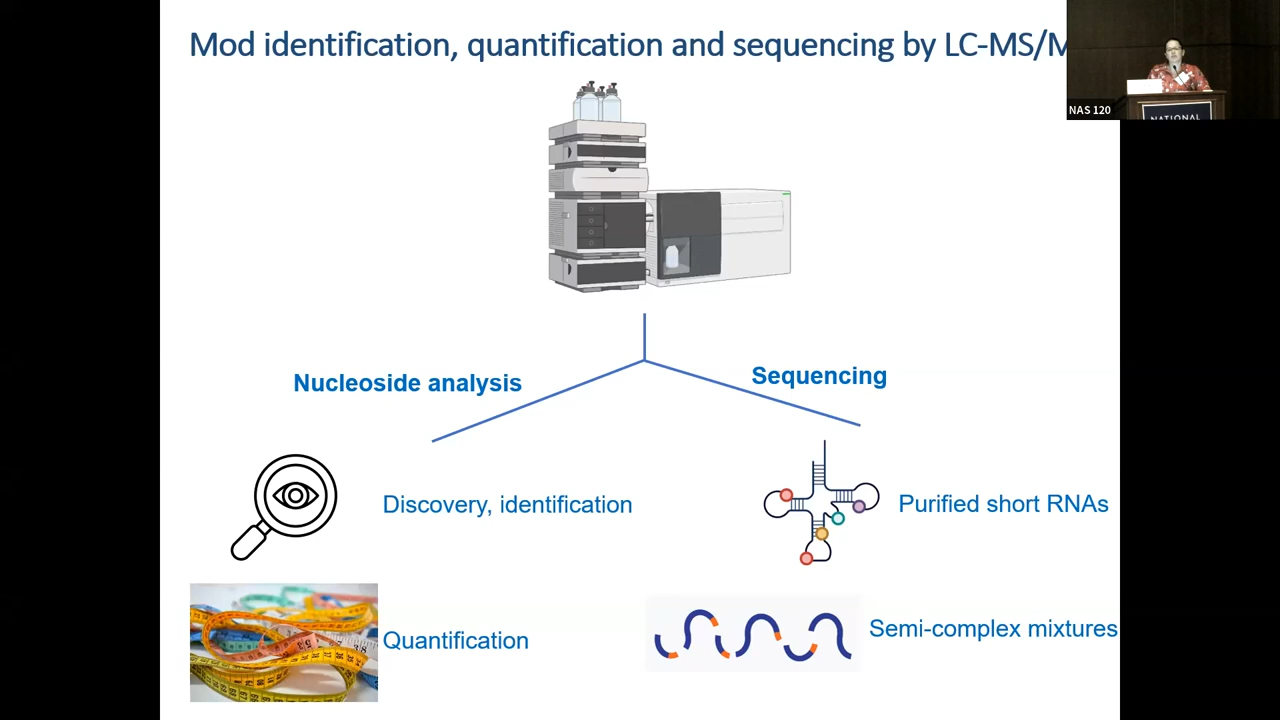 Mod identification, quantification and sequencing by LC-MS/M
NAS 120
NATIONAL
Nucleoside analysis
Sequencing
Discovery, identification
Purified short RNAs
Quantification
Semi-complex mixtures